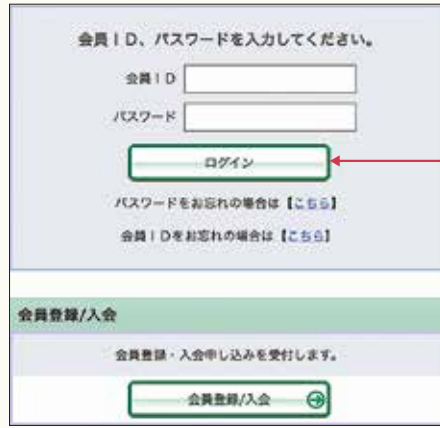 会員ID、パスワードを入力してください。
会員ID
パスワード
ログイン
パスワードをお忘れの場合は【こちら】
会員IDをお忘れの場合は【こちら】
会員登録/入会
会員登録・入会申し込みを受付します。
会員登録/入会